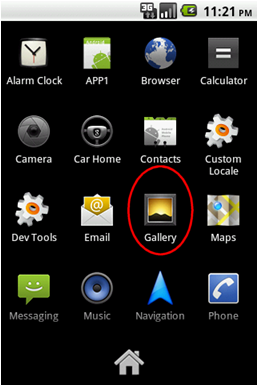 3G 11:21 PM
Alarm Clock APP1 Browser Calculator
Camera Car Home Contacts Custom
Locale
Dev Tools Email Gallery Maps
Messaging Music Navigation Phone